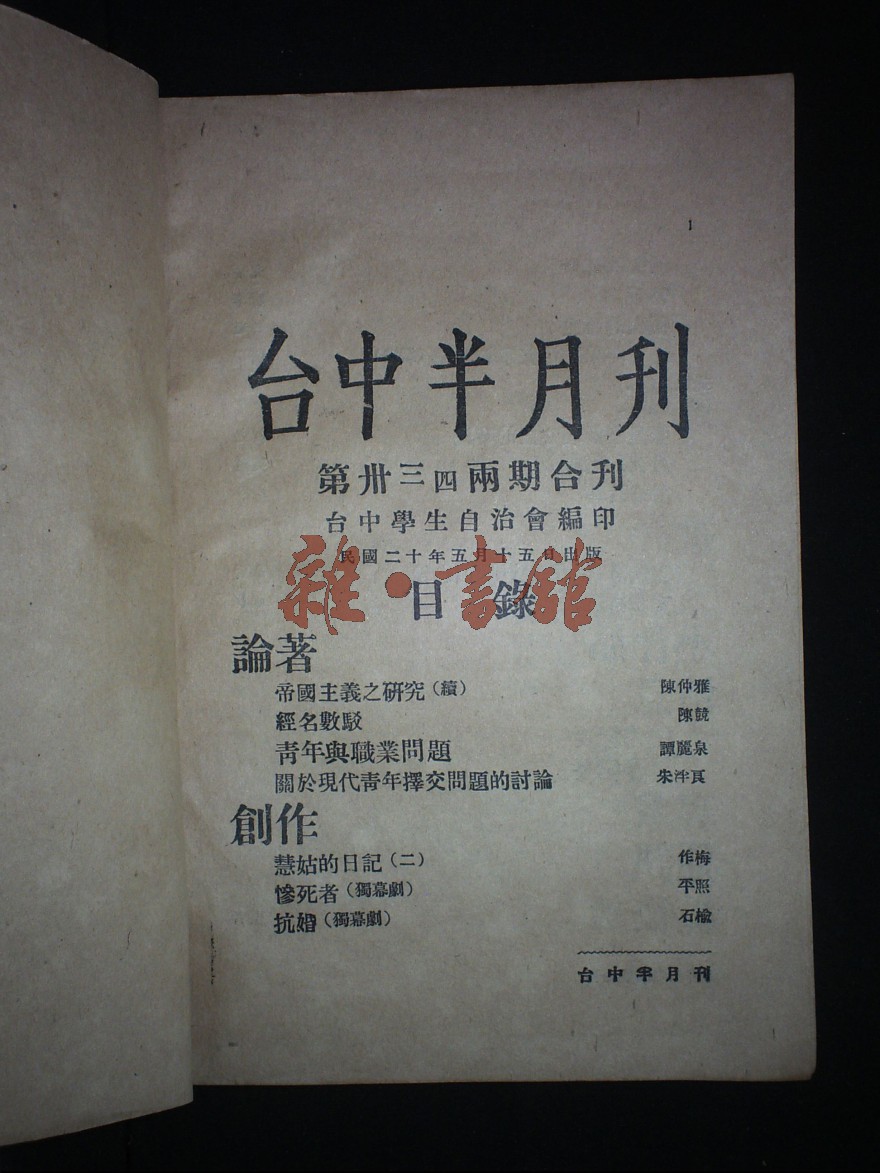 台中半月刊
第卅三四兩期合刊
台中學生自治會編印
民國二十年五月十五日出版
雜·書館
目錄
論著
帝國主義之研究(續) 陳仲雅
經名數駁 陳競
青年與職業問題 譚麗泉
關於現代青年擇交問題的討論 朱
創作
慧姑的日記(二) 作梅
慘死者(獨幕劇) 平照
抗婚(獨幕劇) 石檢
台中半月刊